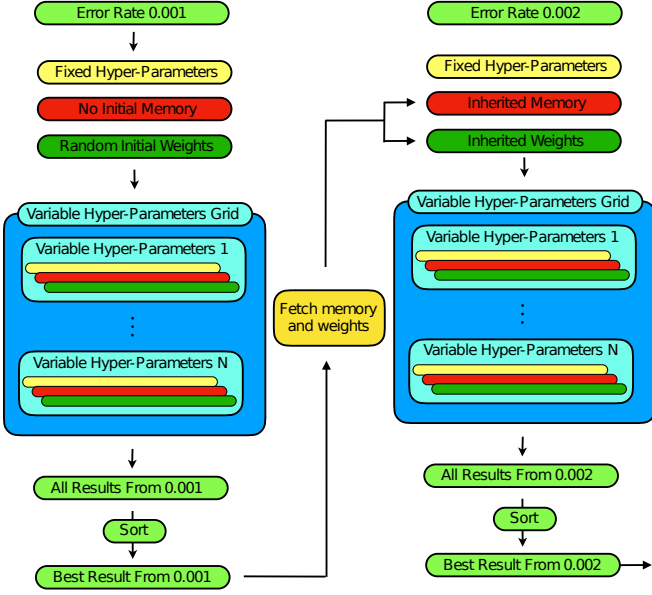 Error Rate 0.001
Fixed Hyper-Parameters
No Initial Memory
Random Initial Weights
Variable Hyper-Parameters Grid
Variable Hyper-Parameters 1
Variable Hyper-Parameters N
All Results From 0.001
Sort
Best Result From 0.001
Fetch memory
and weights
Error Rate 0.002
Fixed Hyper-Parameters
Inherited Memory
Inherited Weights
Variable Hyper-Parameters Grid
Variable Hyper-Parameters 1
Variable Hyper-Parameters N
All Results From 0.002
Sort
Best Result From 0.002